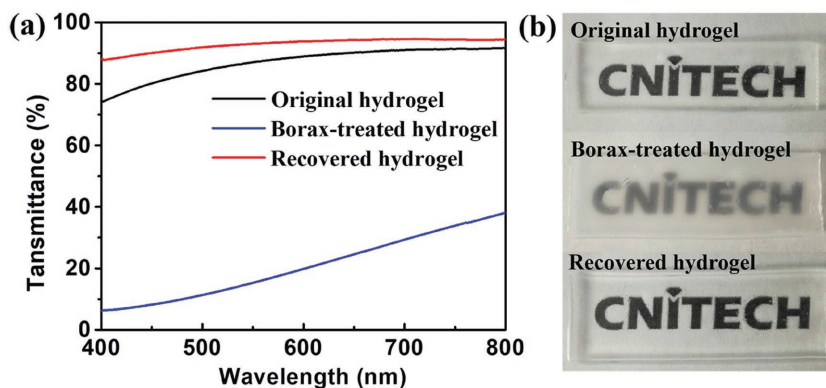 (a)
100
80
60
40
20
0
Tansmittance (%)
Original hydrogel
Borax-treated hydrogel
Recovered hydrogel
400 500 600 700 800
Wavelength (nm)
(b)
Original hydrogel
CNiTECH
Borax-treated hydrogel
CNiTECH
Recovered hydrogel
CNiTECH